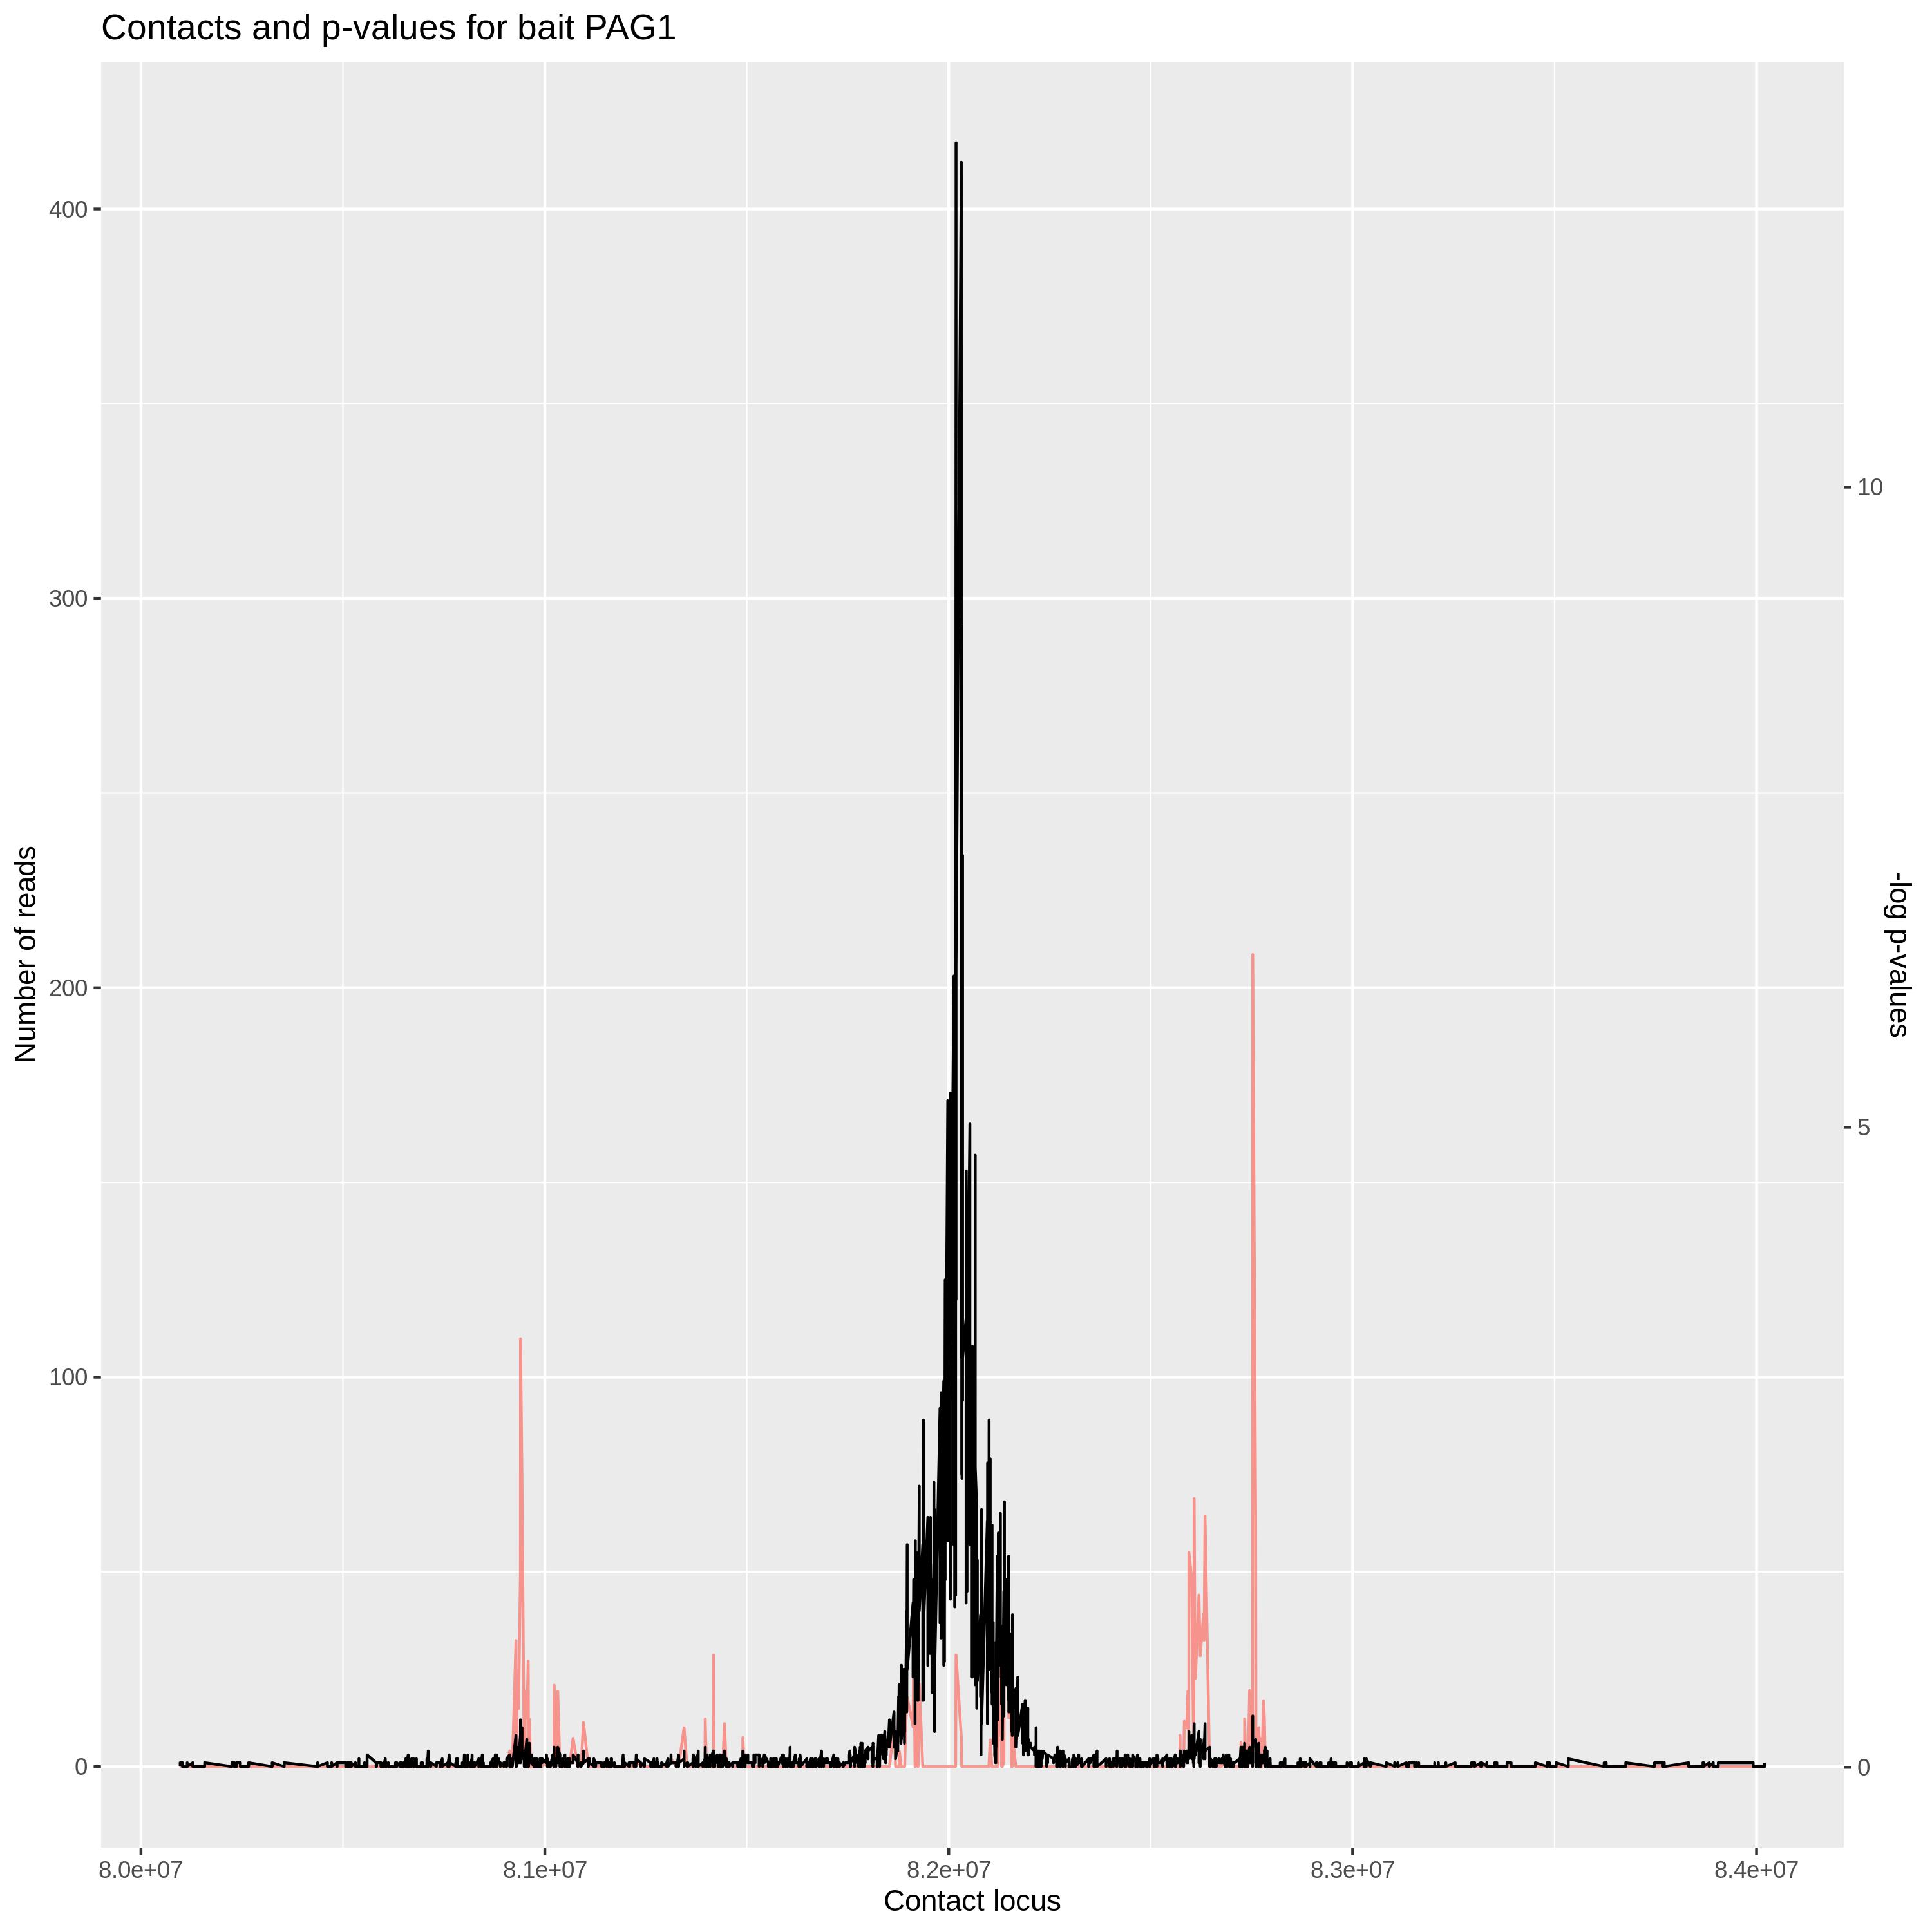 Contacts and p-values for bait PAG1
400
300
200
100
0
Number of reads
10
5
0
-log p-values
8.0e+07
8.1e+07
8.2e+07
8.3e+07
8.4e+07
Contact locus